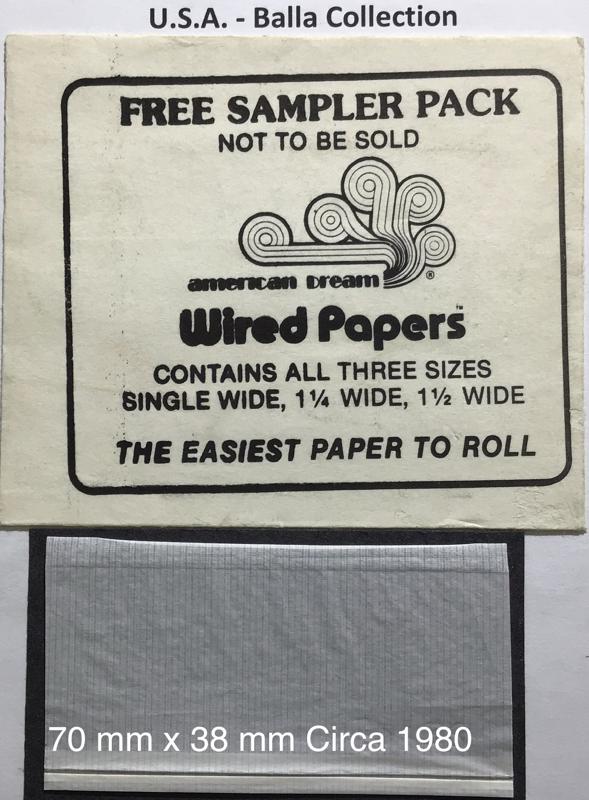 U.S.A. - Balla Collection
FREE SAMPLER PACK
NOT TO BE SOLD
american Dream ®
Wired Papers™
CONTAINS ALL THREE SIZES
SINGLE WIDE, 1¼ WIDE, 1½ WIDE
THE EASIEST PAPER TO ROLL
70 mm x 38 mm Circa 1980